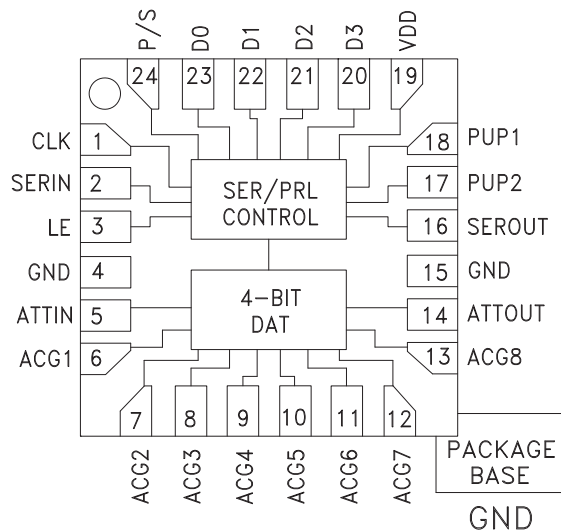 P/S D0 D1 D2 D3 VDD
24 23 22 21 20 19
CLK 1
SERIN 2
LE 3
GND 4
ATTIN 5
ACG1 6
SER/PRL
CONTROL
4-BIT
DAT
18 PUP1
17 PUP2
16 SEROUT
15 GND
14 ATTOUT
13 ACG8
7 8 9 10 11 12
ACG2 ACG3 ACG4 ACG5 ACG6 ACG7
PACKAGE
BASE
GND